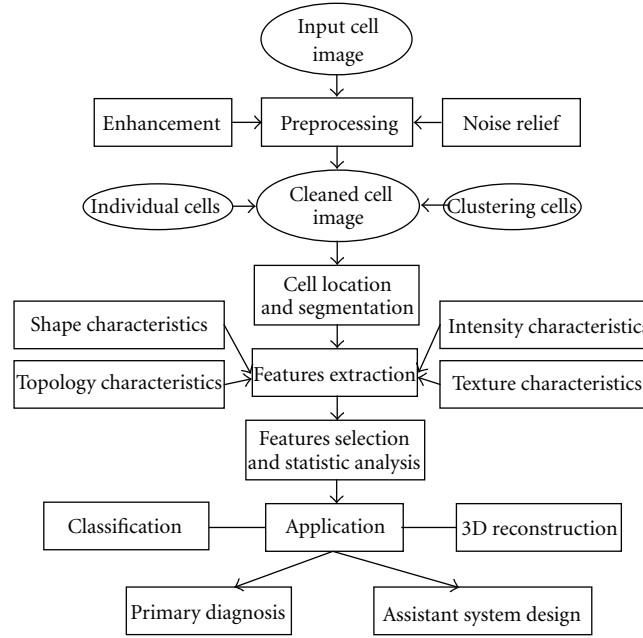 Input cell
image
Enhancement
Preprocessing
Noise relief
Individual cells
Cleaned cell
image
Clustering cells
Cell location
and segmentation
Shape characteristics
Intensity characteristics
Topology characteristics
Features extraction
Texture characteristics
Features selection
and statistic analysis
Classification
Application
3D reconstruction
Primary diagnosis
Assistant system design